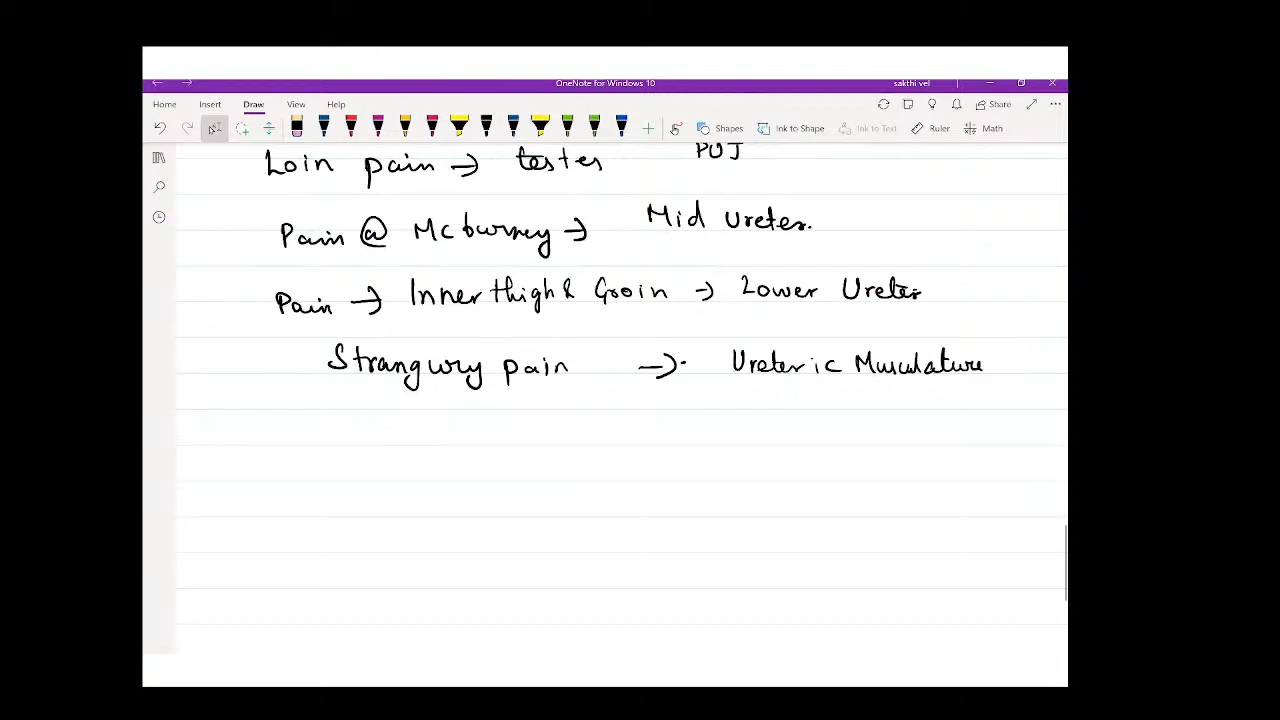 OneNote for Windows 10
sakthi vel
Home Insert Draw View Help
Share
Shapes Ink to Shape Ink to Text Ruler Math
Loin pain → testes PUJ
Pain @ Mcburney → Mid Ureter.
Pain → Inner thigh & Groin → Lower Ureter
Strangury pain → Ureteric Musculature